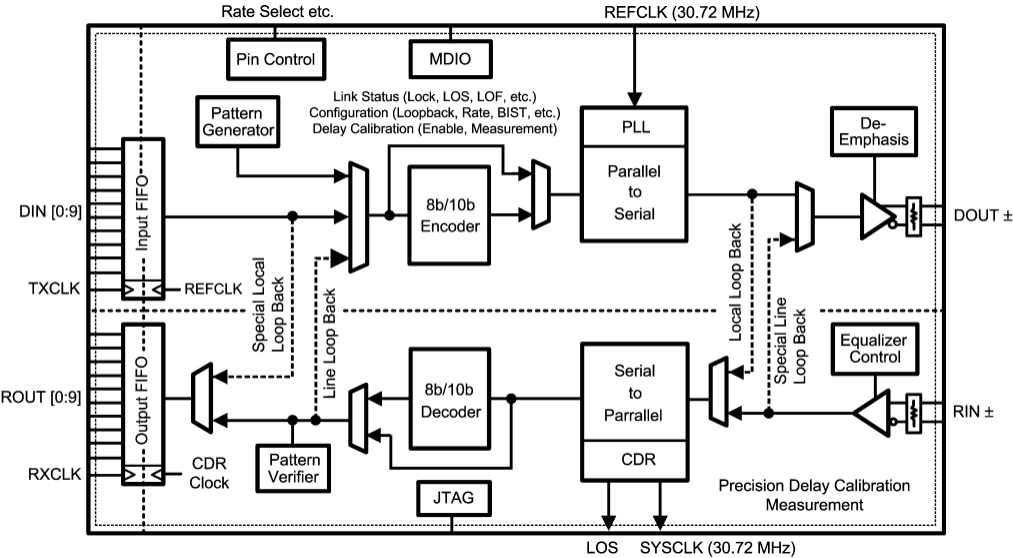 Rate Select etc.
REFCLK (30.72 MHz)
Pin Control
MDIO
Link Status (Lock, LOS, LOF, etc.)
Configuration (Loopback, Rate, BIST, etc.)
Delay Calibration (Enable, Measurement)
Pattern
Generator
PLL
Parallel
to
Serial
De-
Emphasis
8b/10b
Encoder
Input FIFO
DIN [0:9]
DOUT ±
TXCLK
REFCLK
Special Local
Loop Back
Line Loop Back
Local Loop Back
Special Line
Loop Back
Equalizer
Control
Output FIFO
8b/10b
Decoder
Serial
to
Parrallel
CDR
ROUT [0:9]
RIN ±
RXCLK
CDR
Clock
Pattern
Verifier
JTAG
Precision Delay Calibration
Measurement
LOS
SYSCLK (30.72 MHz)